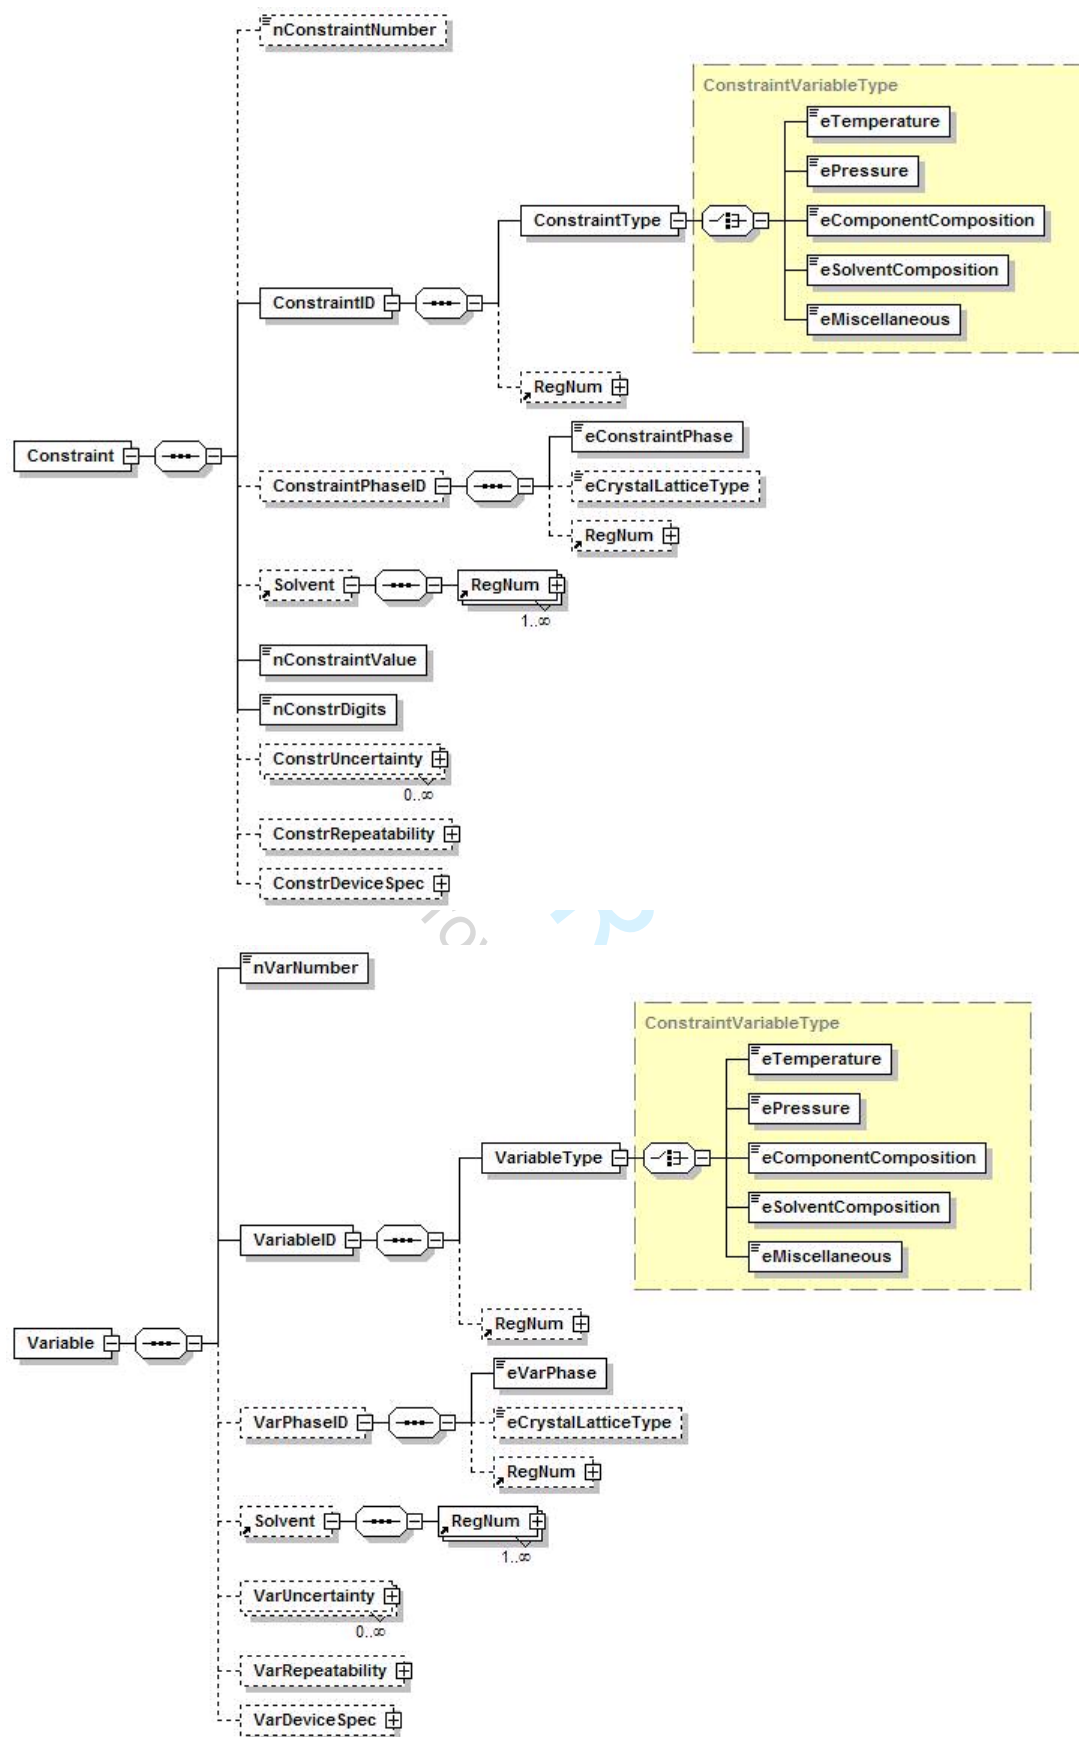 nConstraintNumber
ConstraintVariableType
eTemperature
ePressure
ConstraintType
eComponentComposition
eSolventComposition
ConstraintID
eMiscellaneous
RegNum
eConstraintPhase
Constraint
ConstraintPhaseID
eCrystalLatticeType
RegNum
Solvent
RegNum
1..∞
nConstraintValue
nConstrDigits
ConstrUncertainty
0..∞
ConstrRepeatability
ConstrDeviceSpec
nVarNumber
ConstraintVariableType
eTemperature
ePressure
VariableType
eComponentComposition
eSolventComposition
VariableID
eMiscellaneous
RegNum
Variable
eVarPhase
VarPhaseID
eCrystalLatticeType
RegNum
Solvent
RegNum
1..∞
VarUncertainty
0..∞
VarRepeatability
VarDeviceSpec